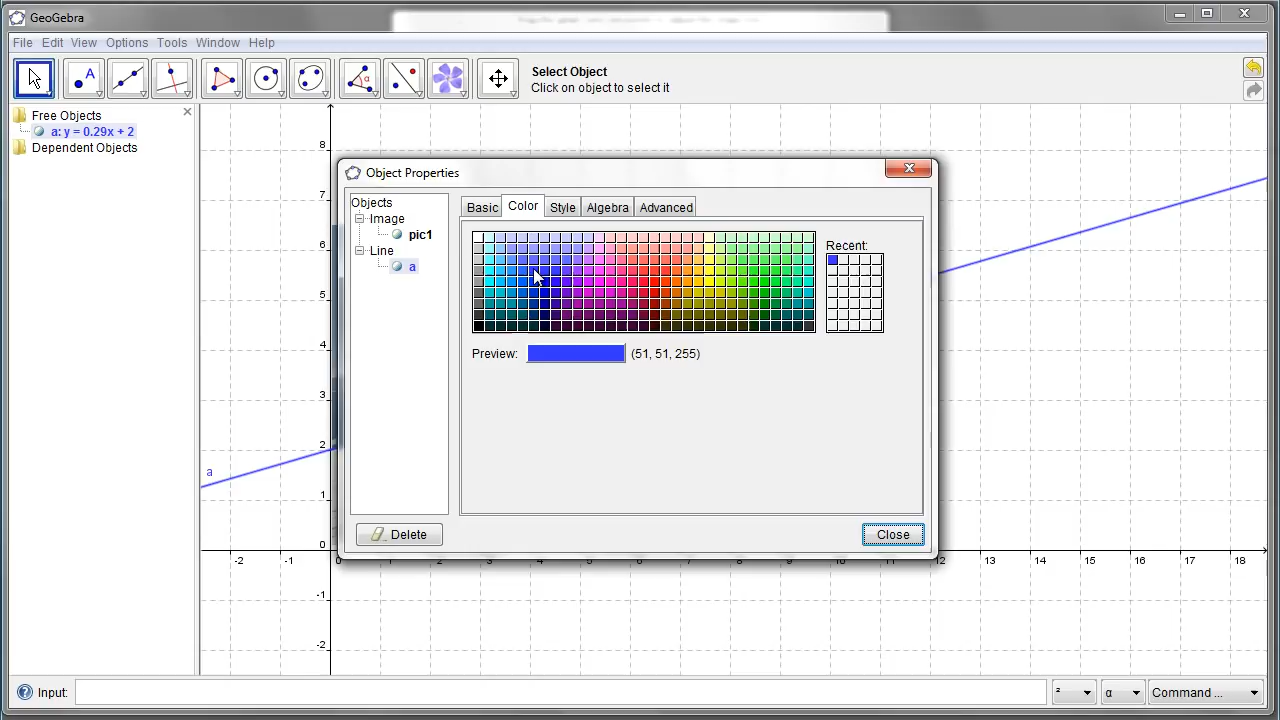 GeoGebra
File Edit View Options Tools Window Help
A
α
Select Object
Click on object to select it
Free Objects
a: y = 0.29x + 2
Dependent Objects
Object Properties
Objects
Image
pic1
Line
a
Basic Color Style Algebra Advanced
Recent:
Preview: (51, 51, 255)
Delete
Close
8
7
6
5
4
3
2
1
0
-1
-2
a
-2 -1 0 1 2 3 4 5 6 7 8 9 10 11 12 13 14 15 16 17 18
Input:
² α Command ...